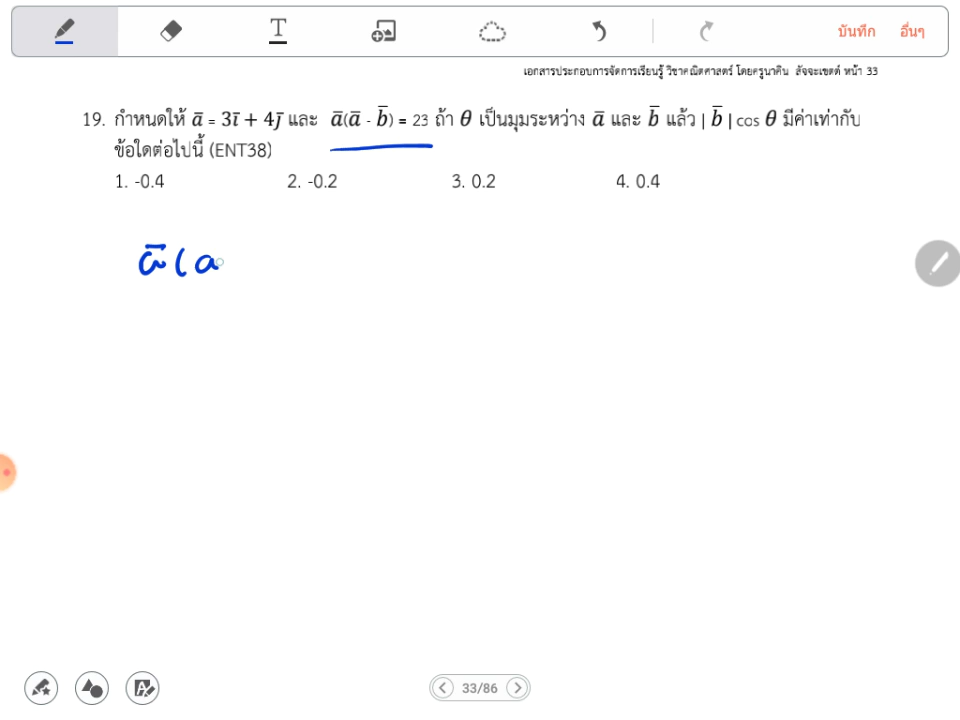 T
บันทึก อื่นๆ
เอกสารประกอบการจัดการเรียนรู้ วิชาคณิตศาสตร์ โดยครูนาคิน สัจจะเขตต์ หน้า 33
19. กำหนดให้ a̅ = 3i̅ + 4j̅ และ a̅(a̅ - b̅) = 23 ถ้า θ เป็นมุมระหว่าง a̅ และ b̅ แล้ว | b̅ | cos θ มีค่าเท่ากับ
ข้อใดต่อไปนี้ (ENT38)
1. -0.4 2. -0.2 3. 0.2 4. 0.4
a̅ ( a
33/86